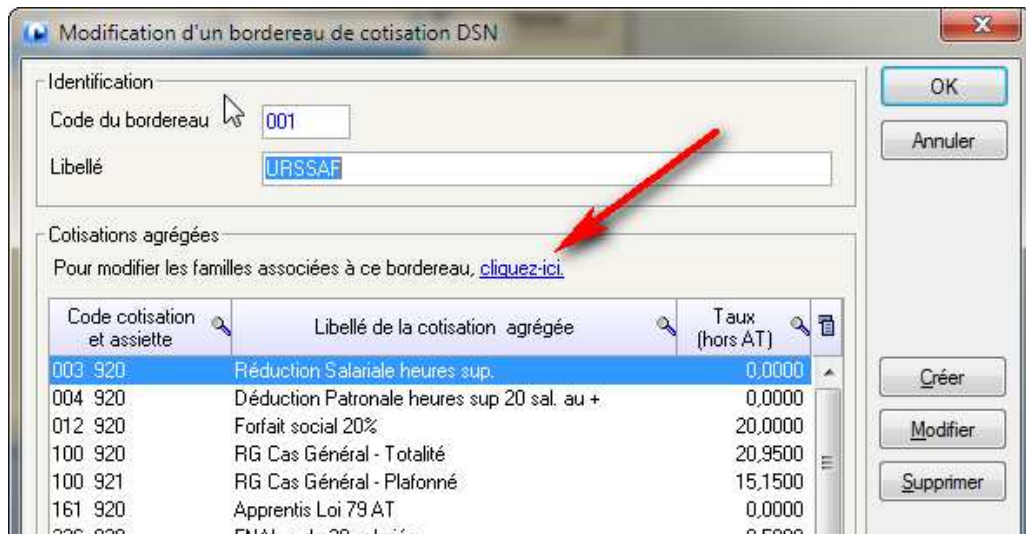 Modification d'un bordereau de cotisation DSN
Identification
Code du bordereau 001
Libellé URSSAF
OK
Annuler
Cotisations agrégées
Pour modifier les familles associées à ce bordereau, cliquez-ici.
Code cotisation et assiette Libellé de la cotisation agrégée Taux (hors AT)
003 920 Réduction Salariale heures sup. 0,0000
004 920 Déduction Patronale heures sup 20 sal. au + 0,0000
012 920 Forfait social 20% 20,0000
100 920 RG Cas Général - Totalité 20,9500
100 921 RG Cas Général - Plafonné 15,1500
161 920 Apprentis Loi 79 AT 0,0000
Créer
Modifier
Supprimer